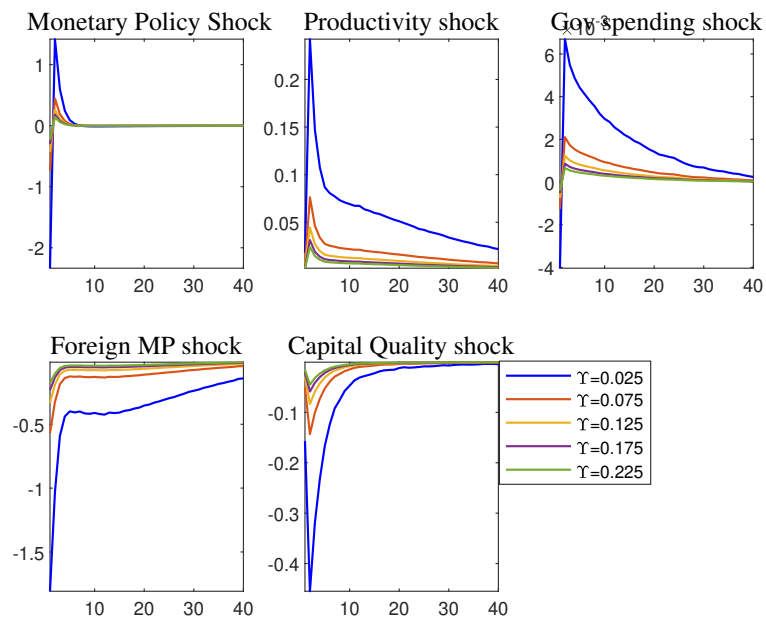 Monetary Policy Shock
1
0
-1
-2
10 20 30 40
Productivity shock
0.2
0.15
0.1
0.05
10 20 30 40
Gov spending shock
×10⁻³
6
4
2
0
-2
-4
10 20 30 40
Foreign MP shock
-0.5
-1
-1.5
10 20 30 40
Capital Quality shock
-0.1
-0.2
-0.3
-0.4
10 20 30 40
ϒ=0.025
ϒ=0.075
ϒ=0.125
ϒ=0.175
ϒ=0.225